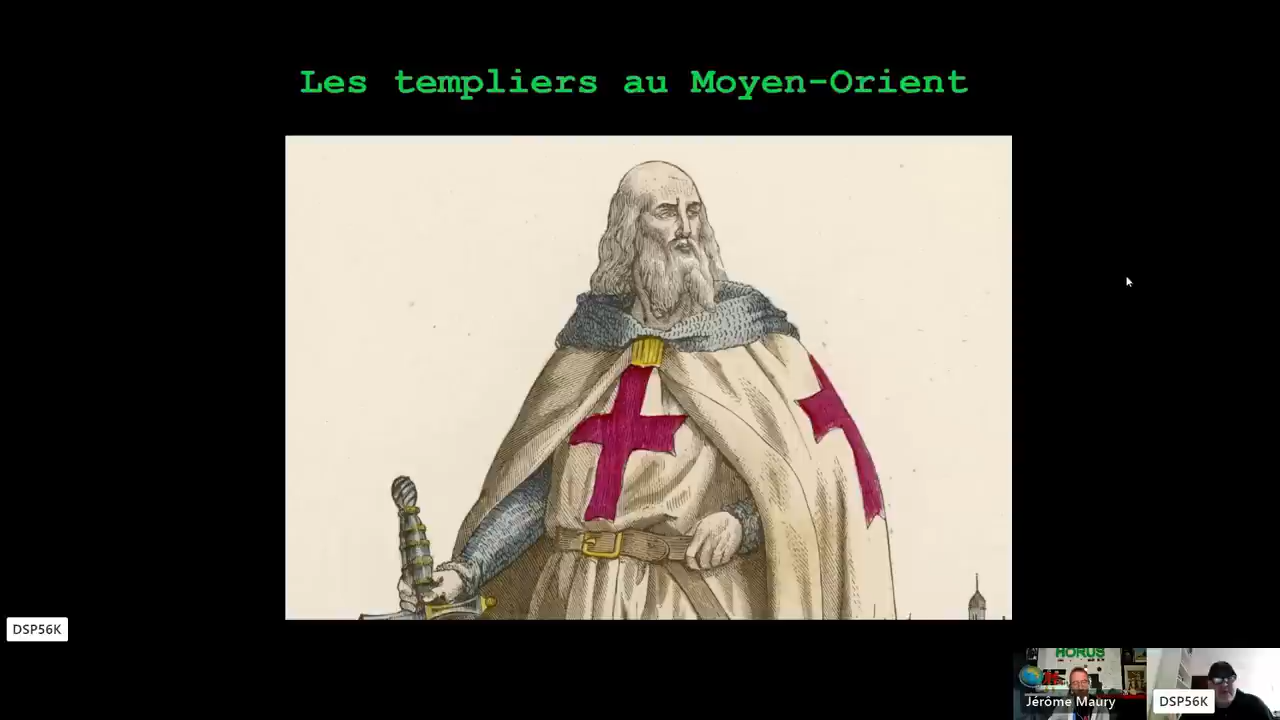 Les templiers au Moyen-Orient
DSP56K
HORUS
Jérôme Maury
DSP56K